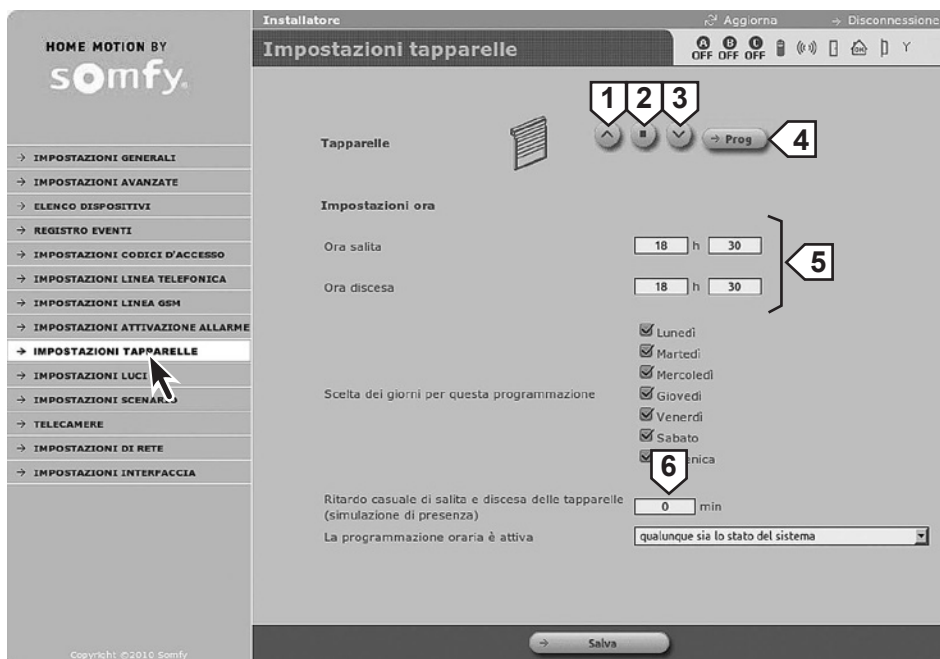 Installatore
Aggiorna
Disconnessione
HOME MOTION BY
somfy.
Impostazioni tapparelle
A B C
OFF OFF OFF
ON
1 2 3
Tapparelle
→ Prog
4
→ IMPOSTAZIONI GENERALI
→ IMPOSTAZIONI AVANZATE
→ ELENCO DISPOSITIVI
→ REGISTRO EVENTI
→ IMPOSTAZIONI CODICI D'ACCESSO
→ IMPOSTAZIONI LINEA TELEFONICA
→ IMPOSTAZIONI LINEA GSM
→ IMPOSTAZIONI ATTIVAZIONE ALLARME
→ IMPOSTAZIONI TAPPARELLE
→ IMPOSTAZIONI LUCI
→ IMPOSTAZIONI SCENARIO
→ TELECAMERE
→ IMPOSTAZIONI DI RETE
→ IMPOSTAZIONI INTERFACCIA
Impostazioni ora
Ora salita
18 h 30
Ora discesa
18 h 30
5
Scelta dei giorni per questa programmazione
Lunedì
Martedì
Mercoledì
Giovedì
Venerdì
Sabato
enica
6
Ritardo casuale di salita e discesa delle tapparelle
(simulazione di presenza)
0 min
La programmazione oraria è attiva
qualunque sia lo stato del sistema
→ Salva
Copyright ©2010 Somfy